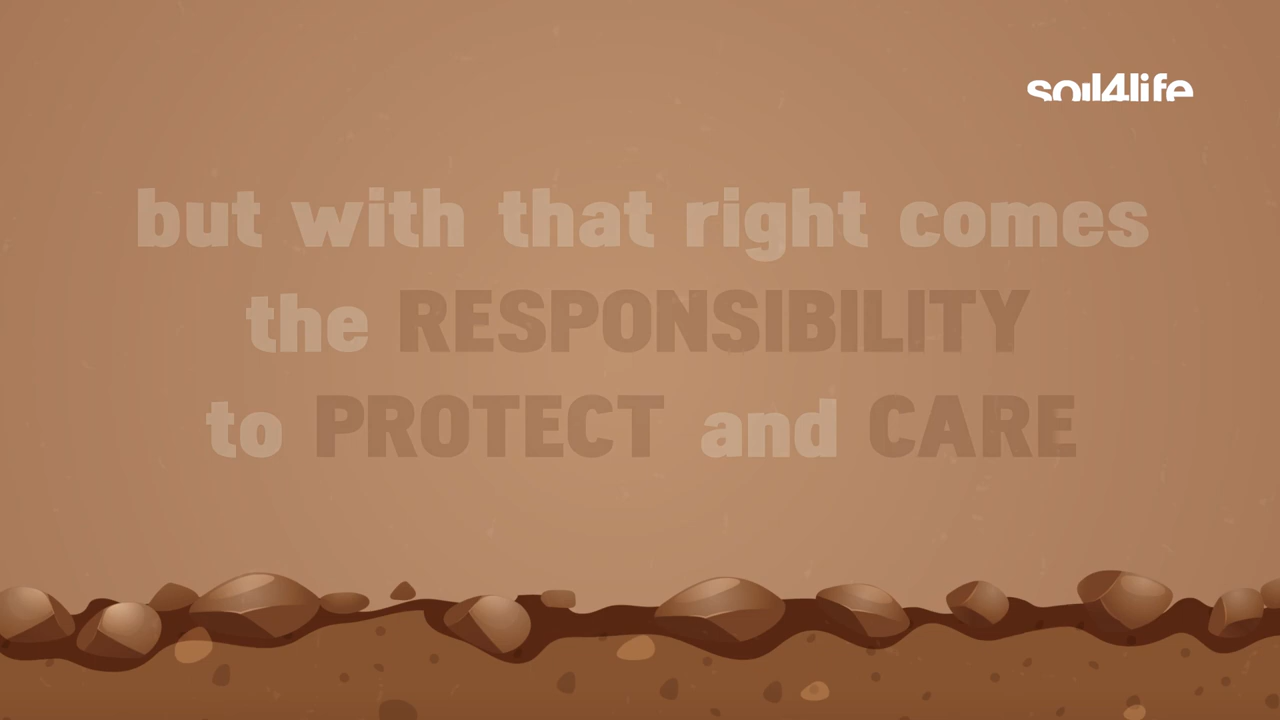 soil4life
but with that right comes
the RESPONSIBILITY
to PROTECT and CARE